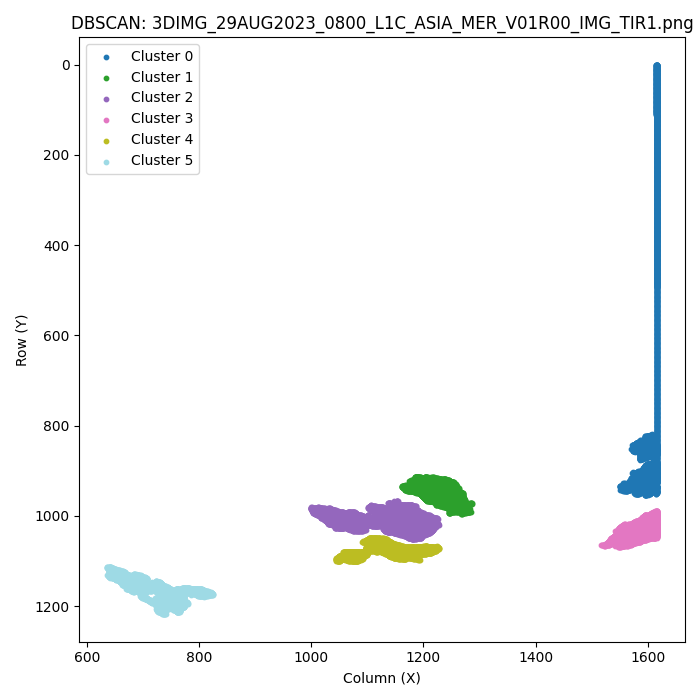 DBSCAN: 3DIMG_29AUG2023_0800_L1C_ASIA_MER_V01R00_IMG_TIR1.png
Cluster 0
Cluster 1
Cluster 2
Cluster 3
Cluster 4
Cluster 5
0
200
400
600
800
1000
1200
Row (Y)
600 800 1000 1200 1400 1600
Column (X)